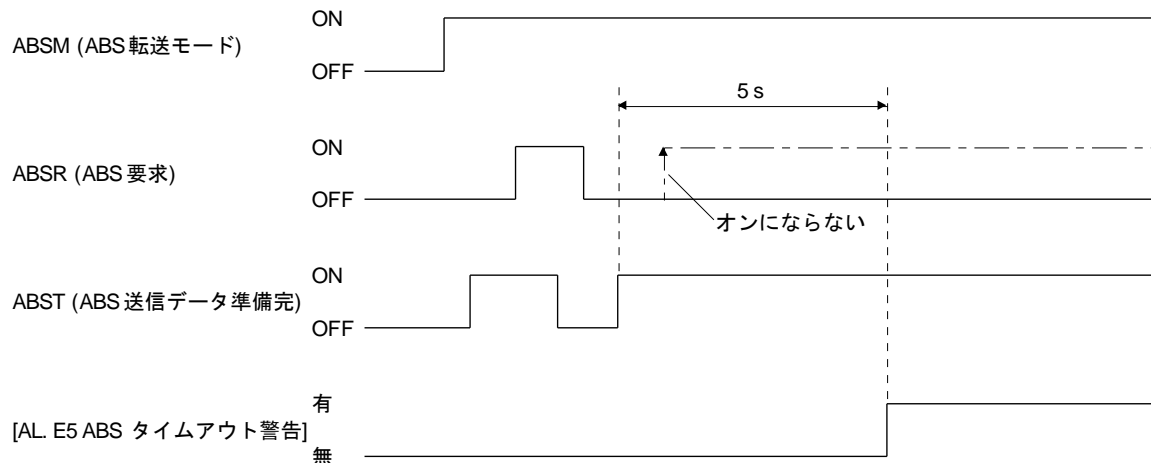 ON
ABSM (ABS転送モード)
OFF
5 s
ON
ABSR (ABS要求)
OFF
オンにならない
ON
ABST (ABS送信データ準備完)
OFF
有
[AL. E5 ABS タイムアウト警告]
無